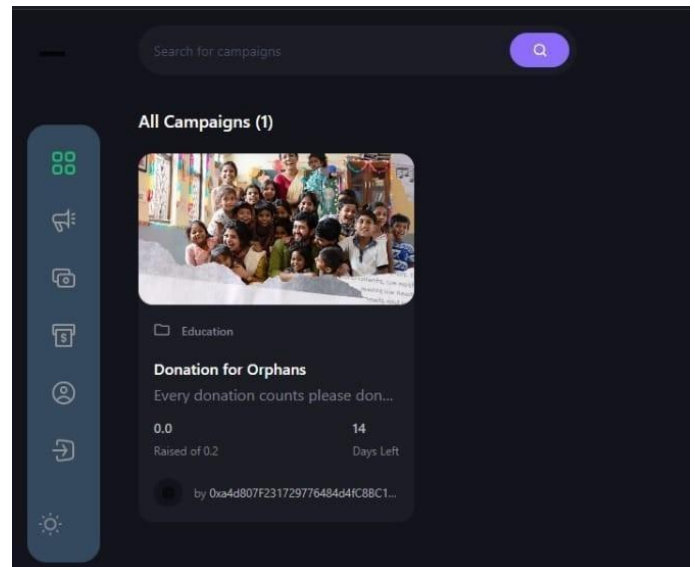 Search for campaigns
All Campaigns (1)
Education
Donation for Orphans
Every donation counts please don...
0.0
14
Raised of 0.2
Days Left
by 0xa4d807F231729776484d4fC8BC1...